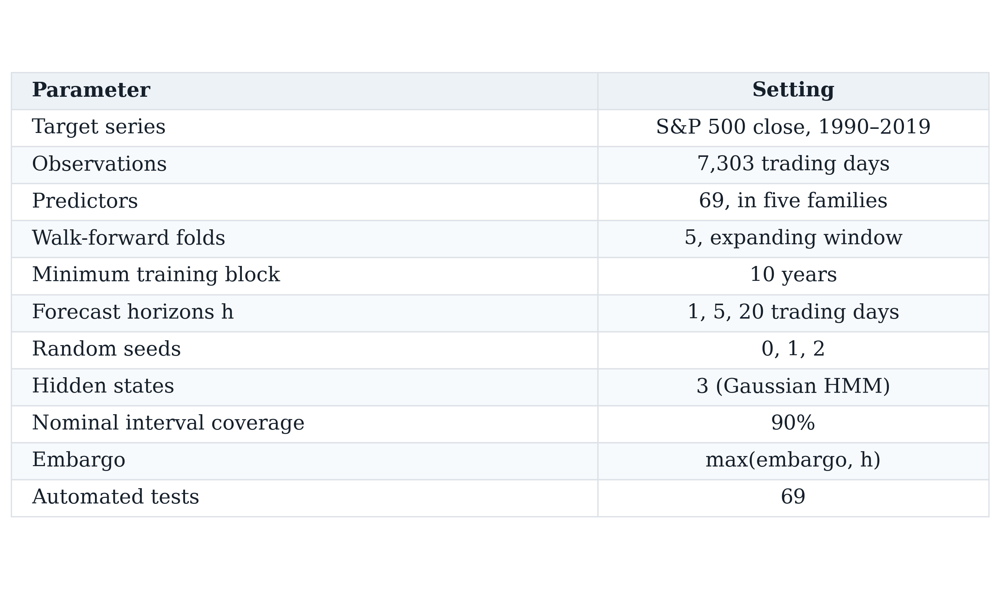 Parameter Setting
Target series S&P 500 close, 1990–2019
Observations 7,303 trading days
Predictors 69, in five families
Walk-forward folds 5, expanding window
Minimum training block 10 years
Forecast horizons h 1, 5, 20 trading days
Random seeds 0, 1, 2
Hidden states 3 (Gaussian HMM)
Nominal interval coverage 90%
Embargo max(embargo, h)
Automated tests 69